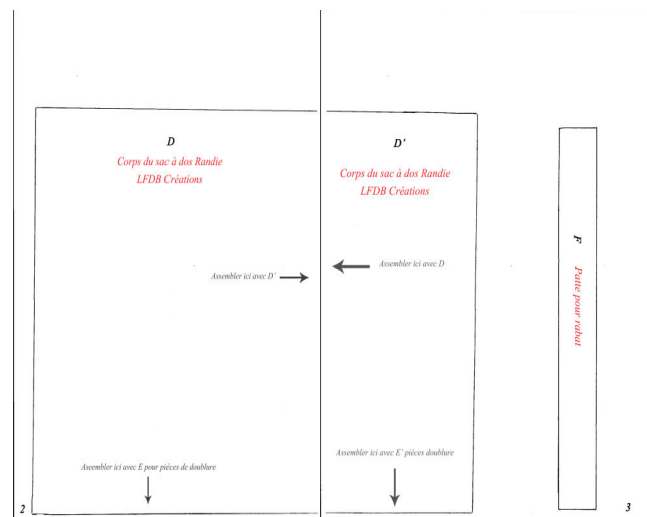 D
Corps du sac à dos Randie
LFDB Créations
Assembler ici avec D'
Assembler ici avec E pour pièces de doublure
2
D'
Corps du sac à dos Randie
LFDB Créations
Assembler ici avec D
Assembler ici avec E' pièces doublure
F Patte pour rabat
3